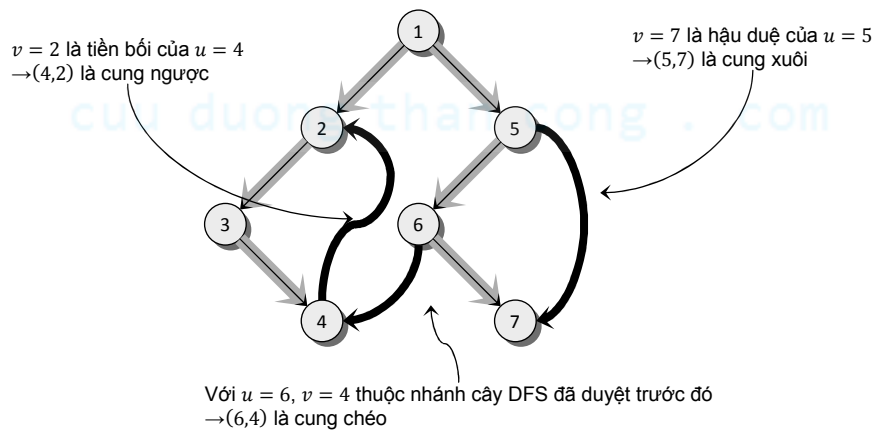 1
𝑣 = 2 là tiền bối của 𝑢 = 4
→(4,2) là cung ngược
𝑣 = 7 là hậu duệ của 𝑢 = 5
→(5,7) là cung xuôi
cuu duong than cong . com
2
5
3
6
4
7
Với 𝑢 = 6, 𝑣 = 4 thuộc nhánh cây DFS đã duyệt trước đó
→(6,4) là cung chéo